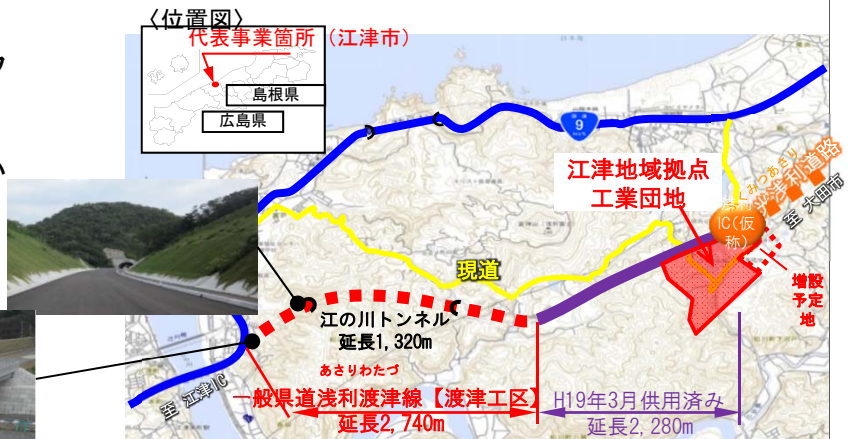 〈位置図〉
代表事業箇所（江津市）
島根県
広島県
国道
9
江津地域拠点
工業団地
IC(仮
称)
浅利道路
至 大田市
現道
増設
予定
地
江の川トンネル
延長1,320m
あさりわたづ
一般県道浅利渡津線【渡津工区】
延長2,740m
H19年3月供用済み
延長2,280m
至 江津IC